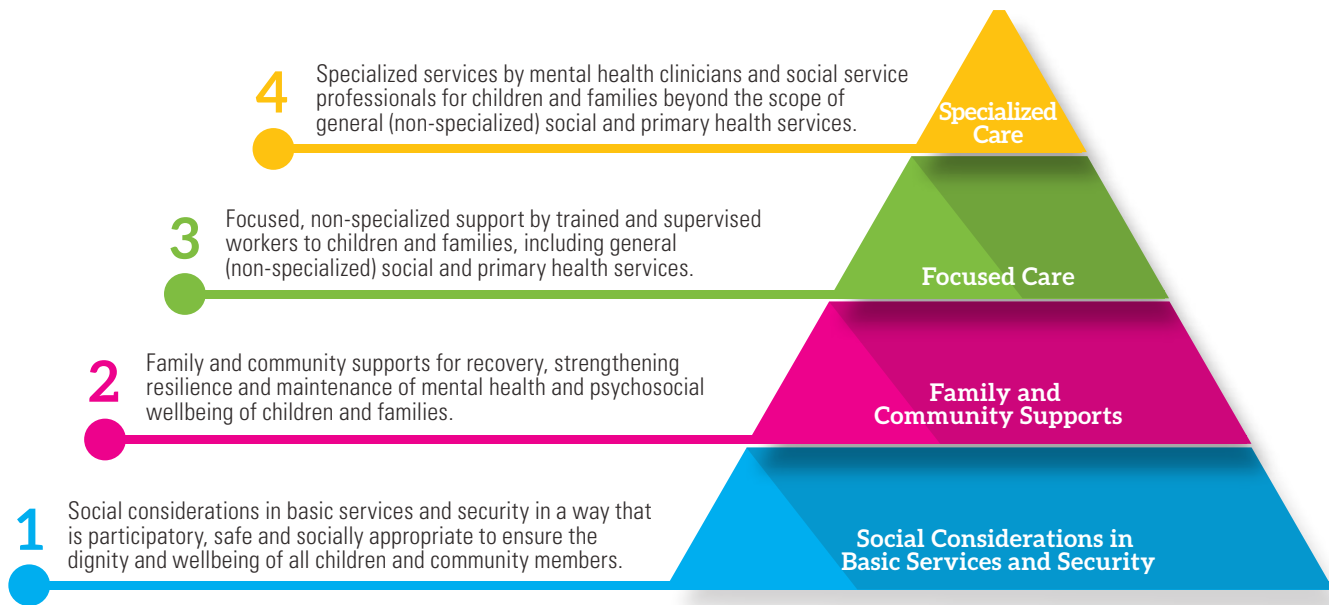 4
Specialized services by mental health clinicians and social service
professionals for children and families beyond the scope of
general (non-specialized) social and primary health services.
Specialized
Care
3
Focused, non-specialized support by trained and supervised
workers to children and families, including general
(non-specialized) social and primary health services.
Focused Care
2
Family and community supports for recovery, strengthening
resilience and maintenance of mental health and psychosocial
wellbeing of children and families.
Family and
Community Supports
1
Social considerations in basic services and security in a way that
is participatory, safe and socially appropriate to ensure the
dignity and wellbeing of all children and community members.
Social Considerations in
Basic Services and Security